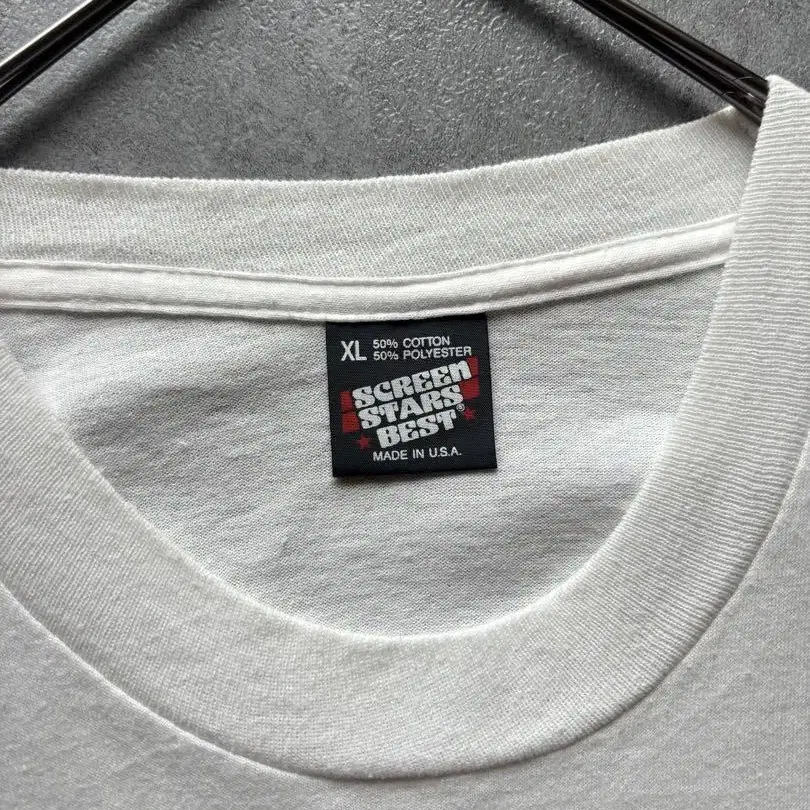 XL 50% COTTON
50% POLYESTER
SCREEN
STARS
BEST®
MADE IN U.S.A.